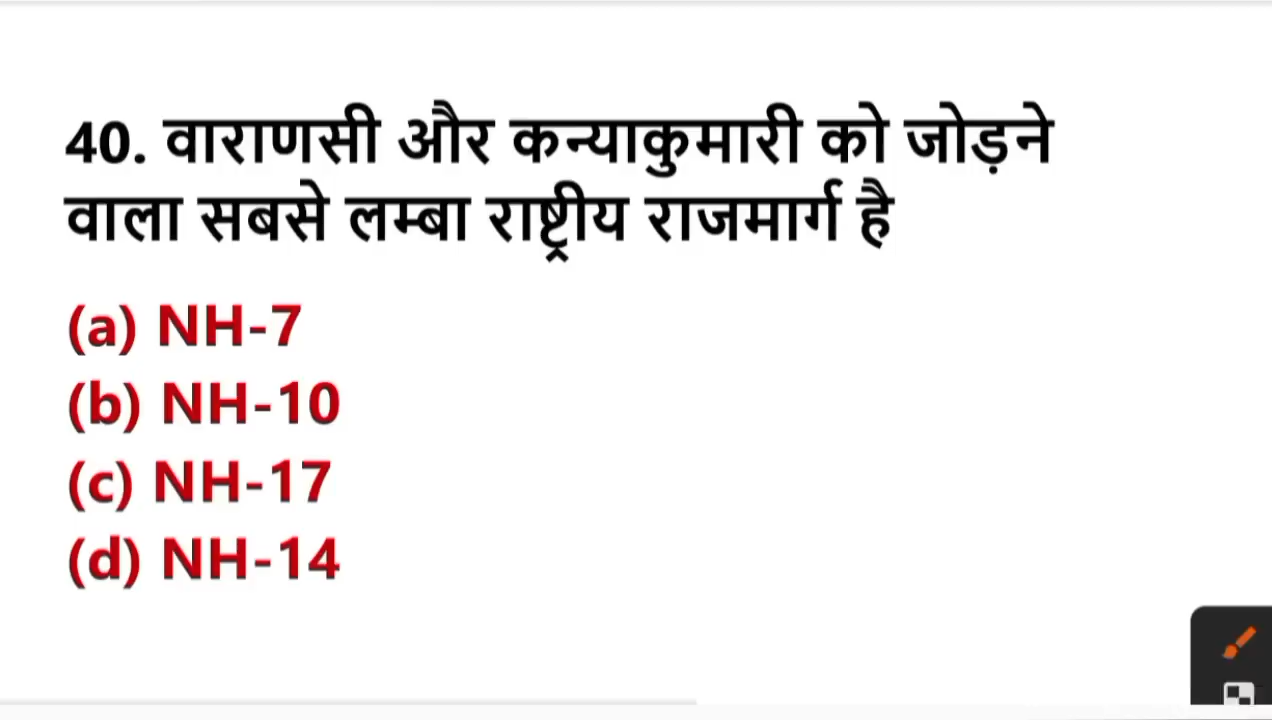 40. वाराणसी और कन्याकुमारी को जोड़ने
वाला सबसे लम्बा राष्ट्रीय राजमार्ग है
(a) NH-7
(b) NH-10
(c) NH-17
(d) NH-14